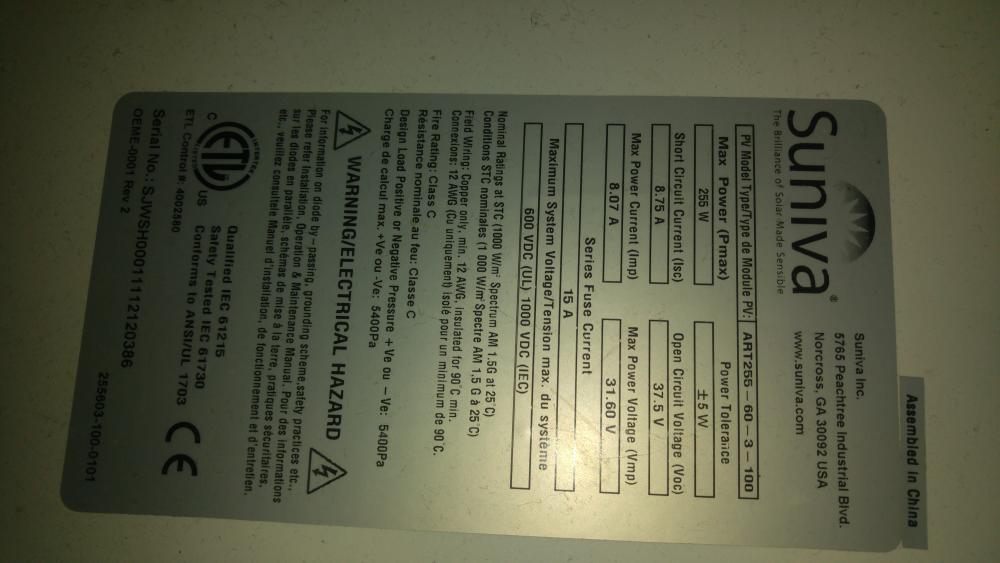 Assembled in China
Suniva®
The Brilliance of Solar Made Sensible
Suniva Inc.
5765 Peachtree Industrial Blvd.
Norcross, GA 30092 USA
www.suniva.com
PV Model Type/Type de Module PV: ART255-60-3-100
Max Power (Pmax) Power Tolerance
255 W ±5W
Short Circuit Current (Isc) Open Circuit Voltage (Voc)
8.75 A 37.5 V
Max Power Current (Imp) Max Power Voltage (Vmp)
8.07 A 31.60 V
Series Fuse Current
15 A
Maximum System Voltage/Tension max. du système
600 VDC (UL) 1000 VDC (IEC)
Nominal Ratings at STC (1000 W/m² Spectrum AM 1.5G at 25°C)
Conditions STC nominales (1 000 W/m² Spectre AM 1,5 G à 25°C)
Field Wiring: Copper only, min. 12 AWG, insulated for 90°C min.
Connexions: 12 AWG (Cu uniquement) isolé pour un minimum de 90°C.
Fire Rating: Class C
Résistance nominale au feu: Classe C
Design Load Positive or Negative Pressure +Ve ou -Ve: 5400Pa
Charge de calcul max. +Ve ou -Ve: 5400Pa
WARNING/ELECTRICAL HAZARD
For information on diode by-passing, grounding scheme,safety practices etc.,
Please refer Installation, Operation & Maintenance Manual. Pour des informations
sur les diodes en parallèle, schémas de mise à la terre, pratiques sécuritaires,
etc., veuillez consultele Manuel d'installation, de fonctionnement et d'entretien.
INTERTEK
ETL
C US
ETL Control#: 4002580
Qualified IEC 61215
Safety Tested IEC 61730
Conforms to ANSI/UL 1703
CE
Serial No.: SJWSH00011112120386
OEME-0001 Rev 2
255603-100-0101